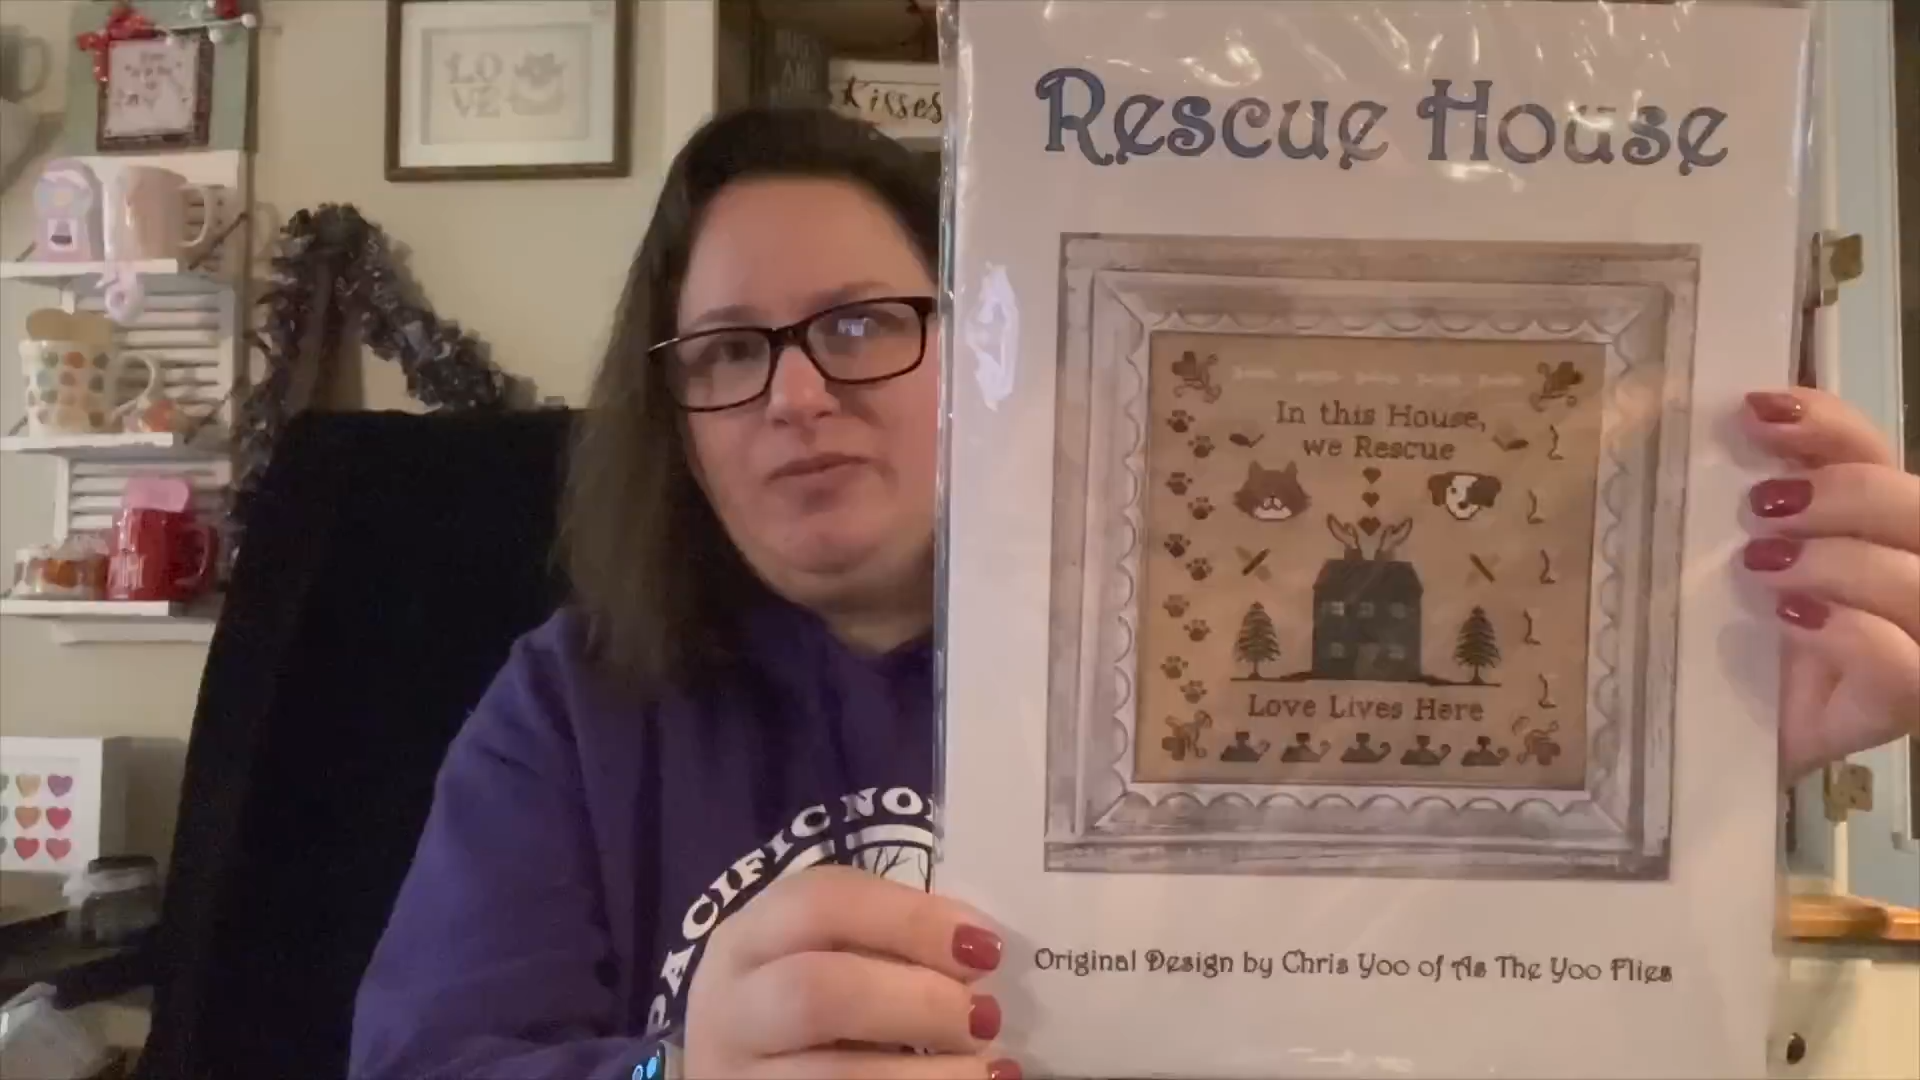 LO
VE
Kisses
Rescue House
In this House,
we Rescue
Love Lives Here
Original Design by Chris Yoo of As The Yoo Flies
PACIFIC NO